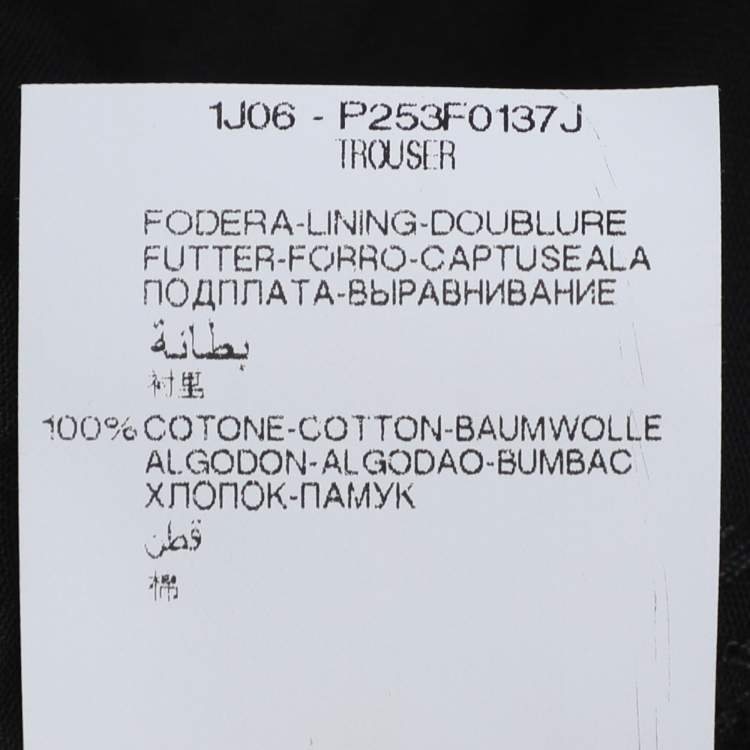 1J06 - P253F0137J
TROUSER
FODERA-LINING-DOUBLURE
FUTTER-FORRO-CAPTUSEALA
ПОДПЛАТА-ВЫРАВНИВАНИЕ
بطانة
衬里
100% COTONE-COTTON-BAUMWOLLE
ALGODON-ALGODAO-BUMBAC
ХЛОПОК-ПАМУК
قطن
棉